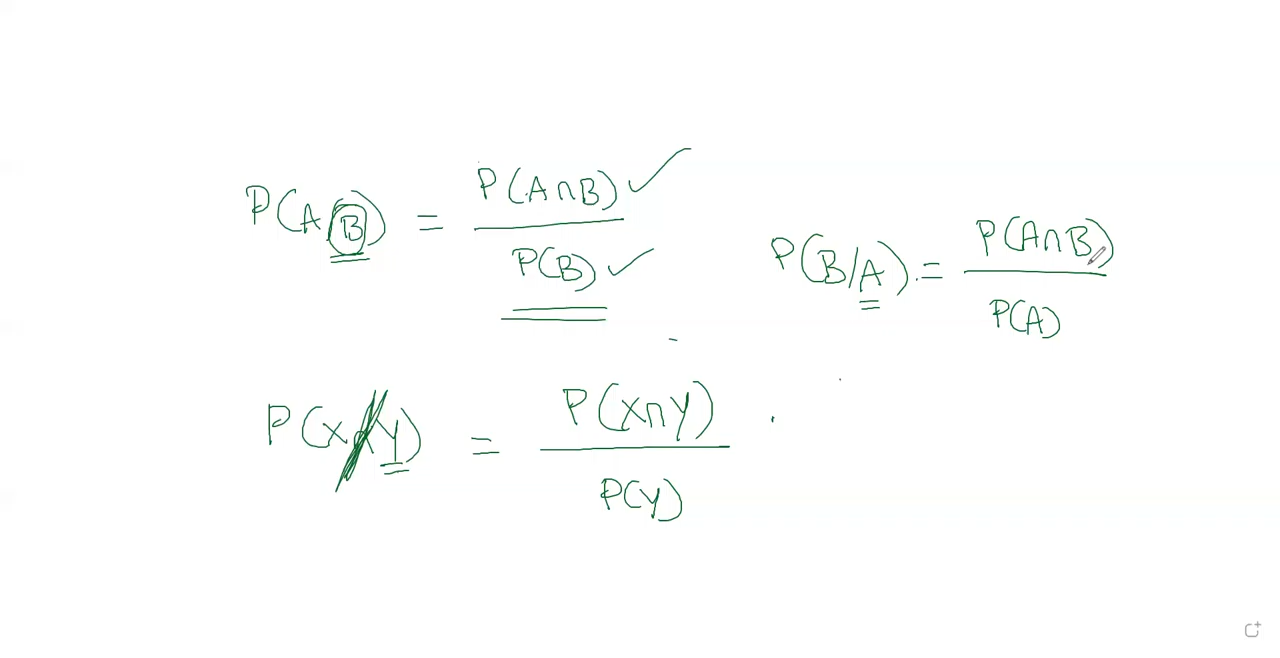 P(A/B) = P(A∩B) / P(B)
P(B/A) = P(A∩B) / P(A)
P(X/Y) = P(X∩Y) / P(Y)